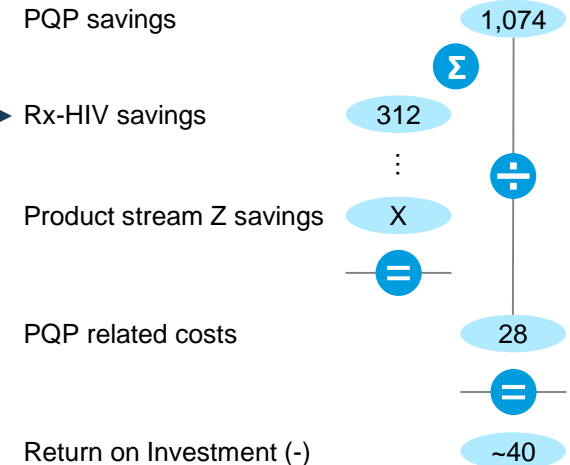 PQP savings 1,074
Σ
Rx-HIV savings 312
⋮
÷
Product stream Z savings X
=
PQP related costs 28
=
Return on Investment (-) ~40